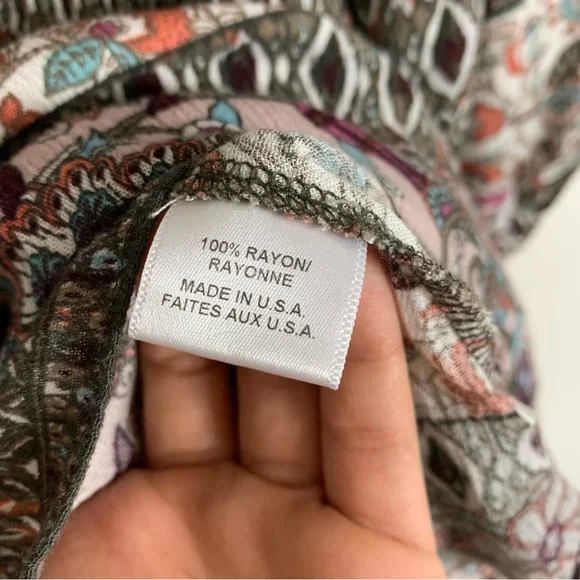 100% RAYON/
RAYONNE
MADE IN U.S.A.
FAITES AUX U.S.A.